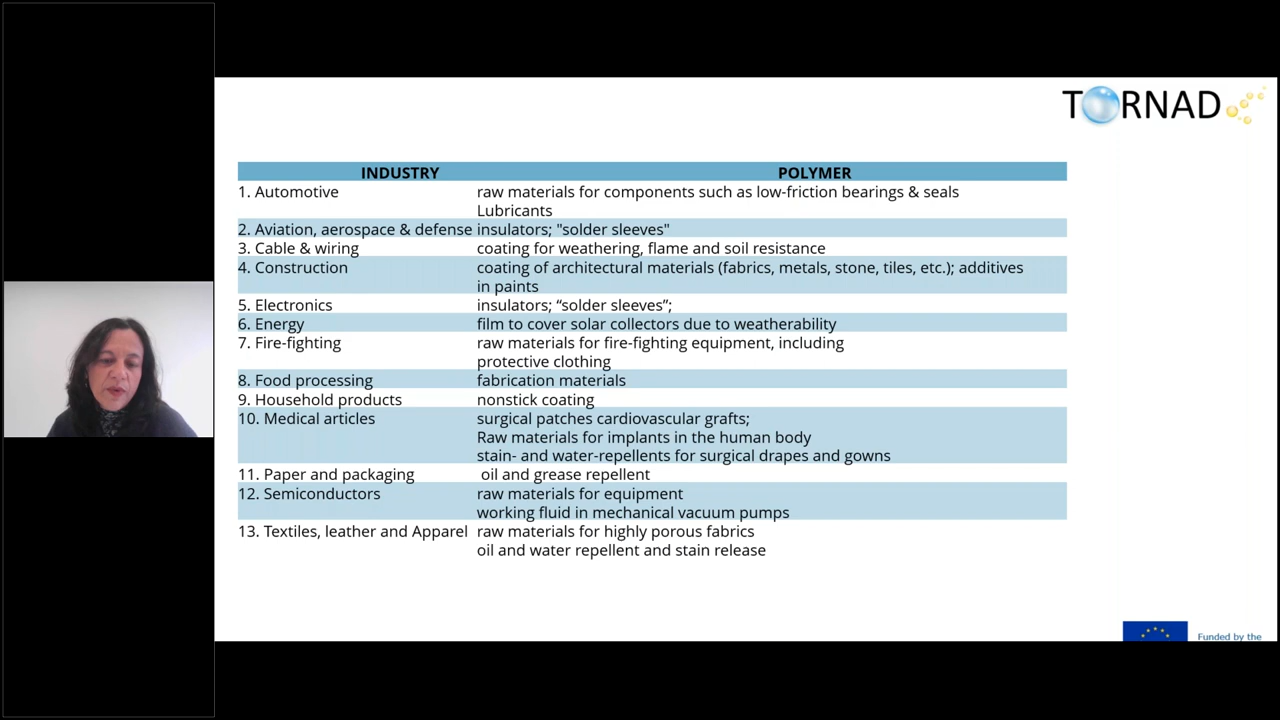 TORNAD
INDUSTRY POLYMER
1. Automotive raw materials for components such as low-friction bearings & seals
Lubricants
2. Aviation, aerospace & defense insulators; "solder sleeves"
3. Cable & wiring coating for weathering, flame and soil resistance
4. Construction coating of architectural materials (fabrics, metals, stone, tiles, etc.); additives
in paints
5. Electronics insulators; “solder sleeves”;
6. Energy film to cover solar collectors due to weatherability
7. Fire-fighting raw materials for fire-fighting equipment, including
protective clothing
8. Food processing fabrication materials
9. Household products nonstick coating
10. Medical articles surgical patches cardiovascular grafts;
Raw materials for implants in the human body
stain- and water-repellents for surgical drapes and gowns
11. Paper and packaging oil and grease repellent
12. Semiconductors raw materials for equipment
working fluid in mechanical vacuum pumps
13. Textiles, leather and Apparel raw materials for highly porous fabrics
oil and water repellent and stain release
Funded by the